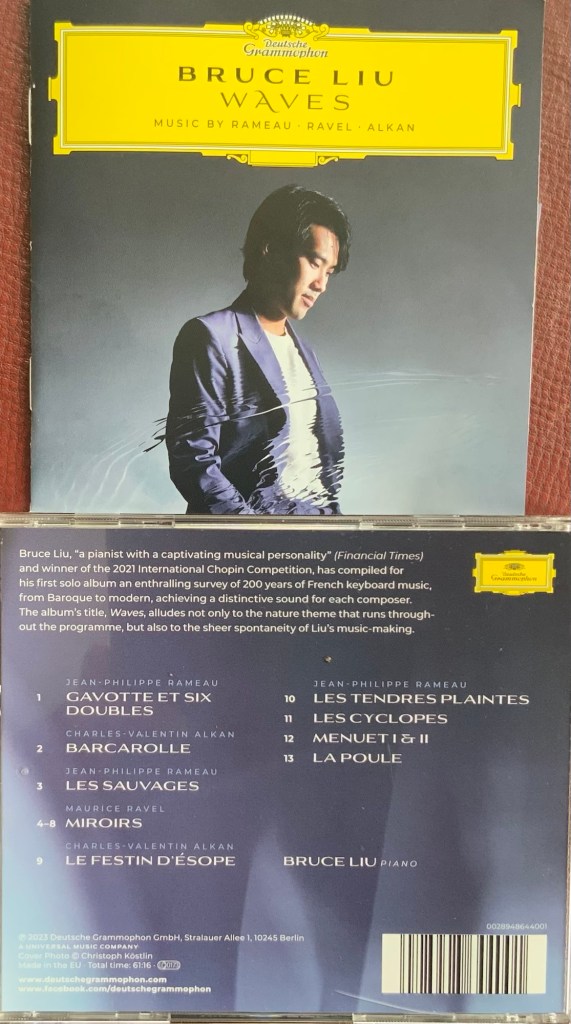 Deutsche
Grammophon
BRUCE LIU
WAVES
MUSIC BY RAMEAU · RAVEL · ALKAN
Bruce Liu, “a pianist with a captivating musical personality” (Financial Times)
and winner of the 2021 International Chopin Competition, has compiled for
his first solo album an enthralling survey of 200 years of French keyboard music,
from Baroque to modern, achieving a distinctive sound for each composer.
The album’s title, Waves, alludes not only to the nature theme that runs through-
out the programme, but also to the sheer spontaneity of Liu’s music-making.
Deutsche
Grammophon
JEAN-PHILIPPE RAMEAU
1 GAVOTTE ET SIX
DOUBLES
CHARLES-VALENTIN ALKAN
2 BARCAROLLE
JEAN-PHILIPPE RAMEAU
3 LES SAUVAGES
MAURICE RAVEL
4–8 MIROIRS
CHARLES-VALENTIN ALKAN
9 LE FESTIN D’ÉSOPE
JEAN-PHILIPPE RAMEAU
10 LES TENDRES PLAINTES
11 LES CYCLOPES
12 MENUET I & II
13 LA POULE
BRUCE LIU PIANO
℗ 2023 Deutsche Grammophon GmbH, Stralauer Allee 1, 10245 Berlin
A UNIVERSAL MUSIC COMPANY
Cover Photo © Christoph Köstlin
Made in the EU · Total time: 61:16 ·
www.deutschegrammophon.com
www.facebook.com/deutschegrammophon
0028948644001